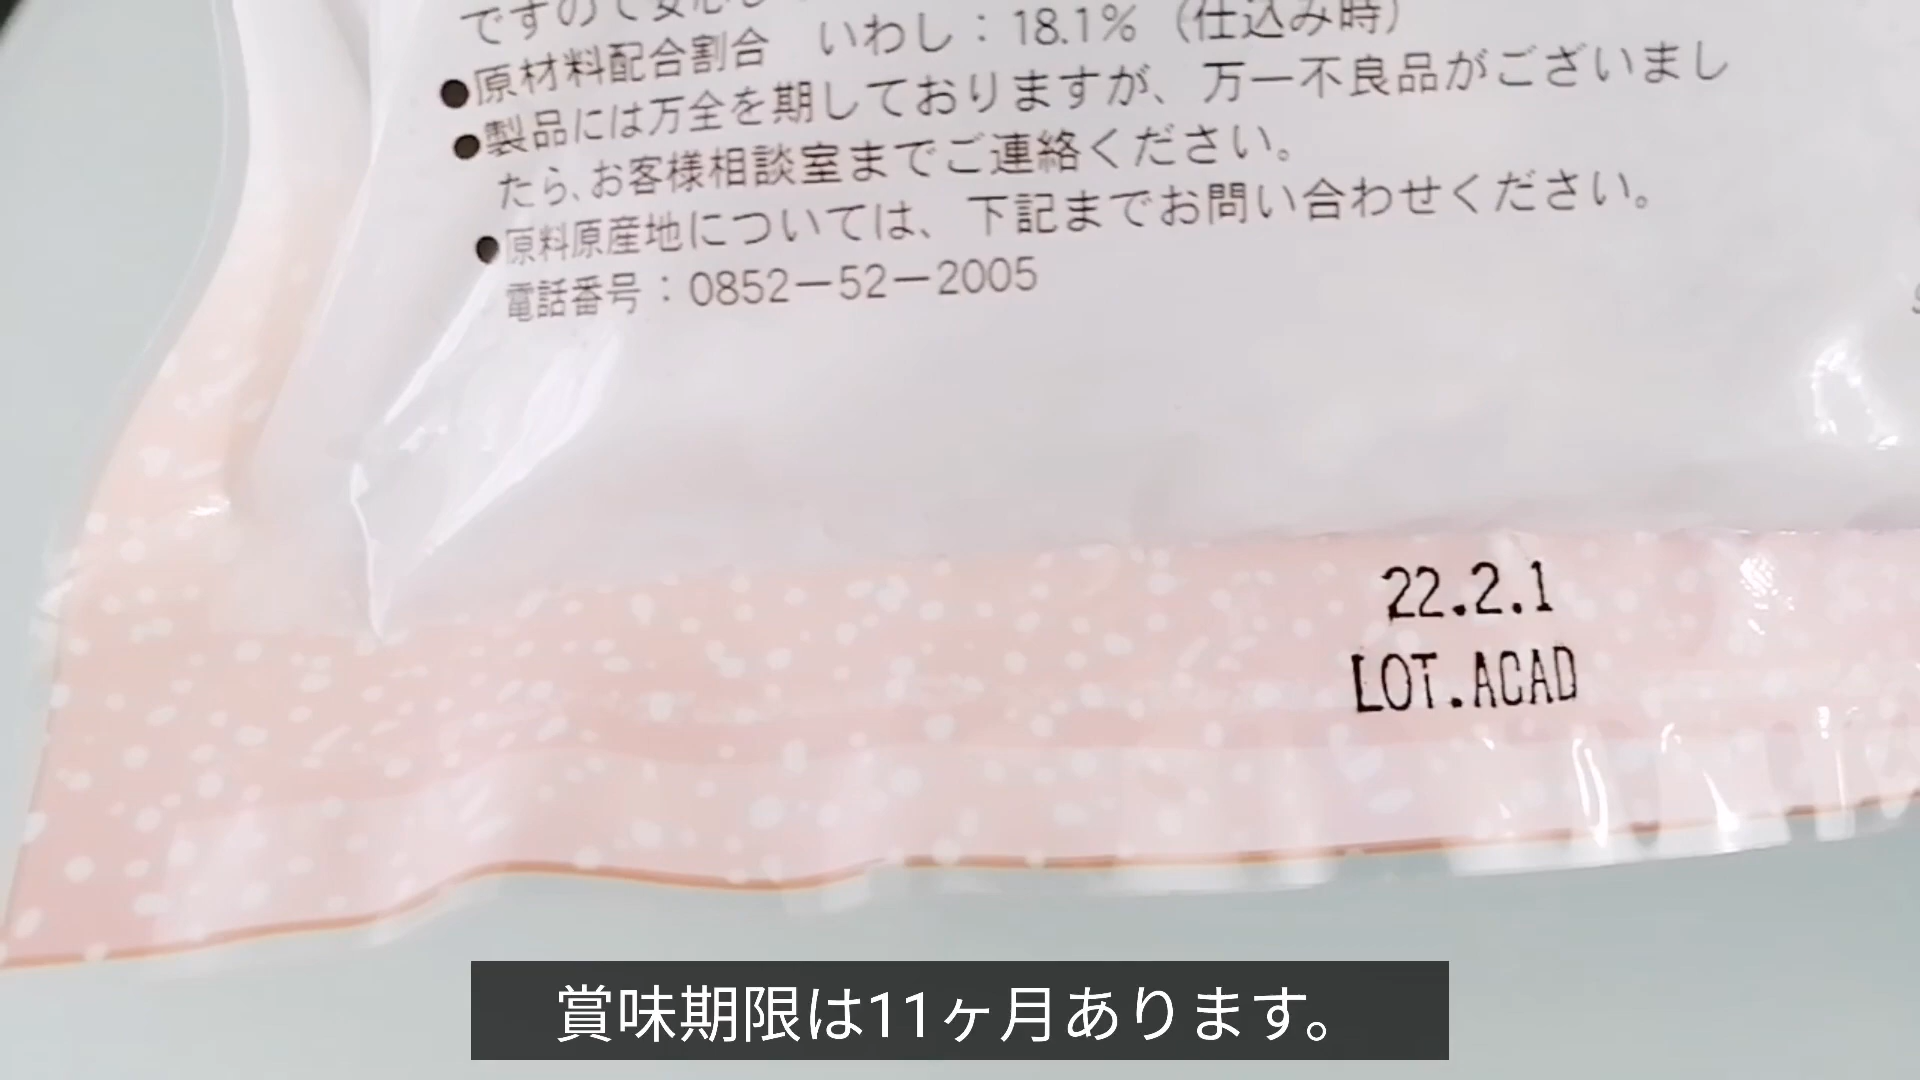 ですので安心し
●原材料配合割合　いわし：18.1％（仕込み時）
●製品には万全を期しておりますが、万一不良品がございまし
たら、お客様相談室までご連絡ください。
●原料原産地については、下記までお問い合わせください。
電話番号：0852－52－2005
22.2.1
LOT.ACAD
賞味期限は11ヶ月あります。